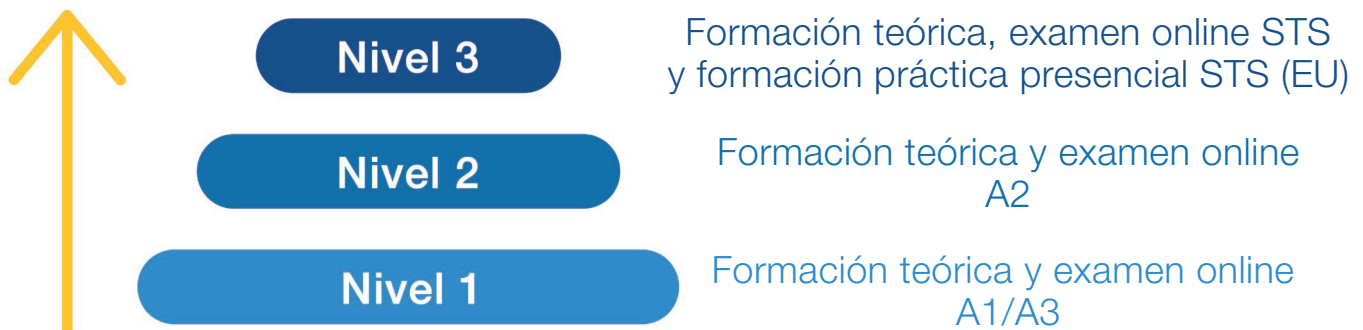 Nivel 3
Formación teórica, examen online STS
y formación práctica presencial STS (EU)
Nivel 2
Formación teórica y examen online
A2
Nivel 1
Formación teórica y examen online
A1/A3